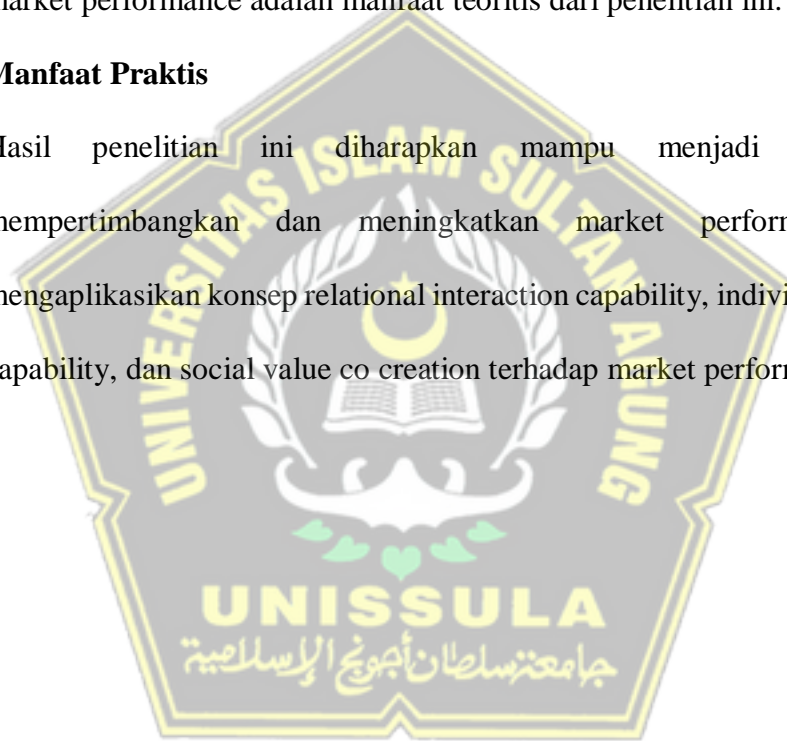 market performance adalah manfaat teoritis dari penelitian ini.
Manfaat Praktis
Hasil penelitian ini diharapkan mampu menjadi
mempertimbangkan dan meningkatkan market perform
mengaplikasikan konsep relational interaction capability, indivi
capability, dan social value co creation terhadap market perform
UNIVERSITAS ISLAM SULTAN AGUNG
UNISSULA
جامعتسلطان أجونج الإسلامية